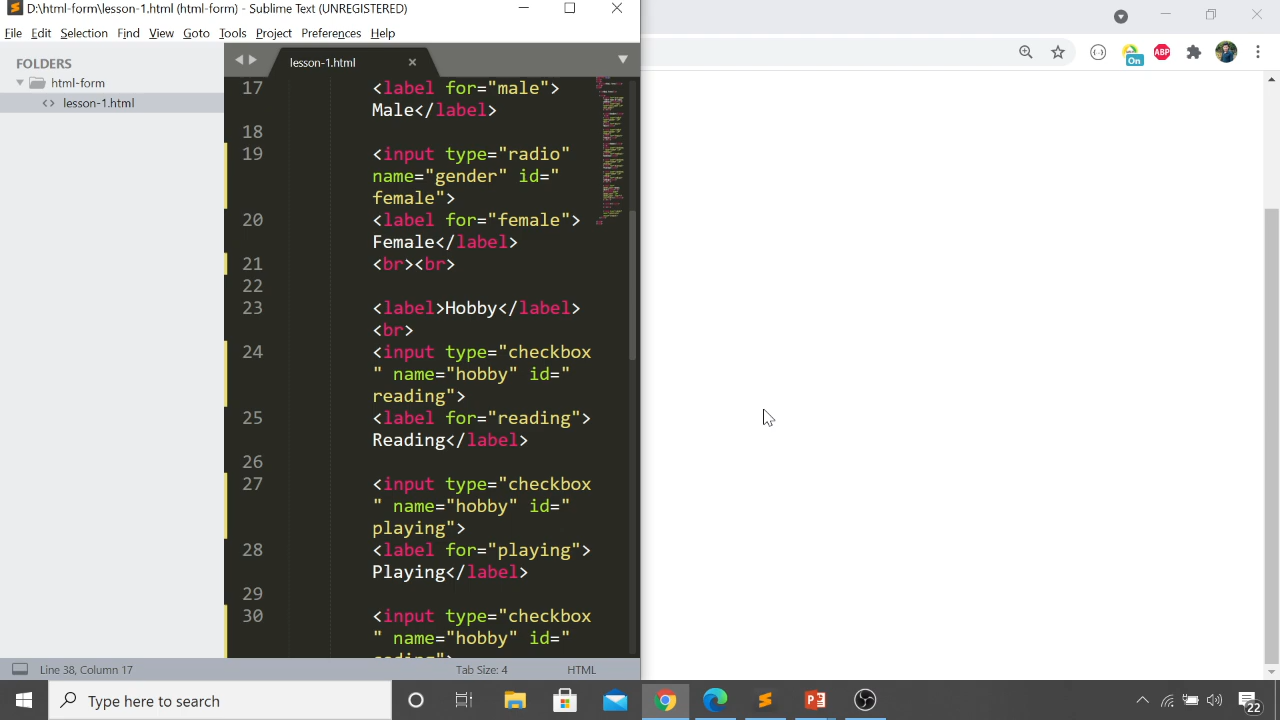 D:\html-form\lesson-1.html (html-form) - Sublime Text (UNREGISTERED)
File Edit Selection Find View Goto Tools Project Preferences Help
FOLDERS
html-form
lesson-1.html
lesson-1.html
On
ABP
17 <label for="male">
Male</label>
18
19 <input type="radio"
name="gender" id="
female">
20 <label for="female">
Female</label>
21 <br><br>
22
23 <label>Hobby</label>
<br>
24 <input type="checkbox
" name="hobby" id="
reading">
25 <label for="reading">
Reading</label>
26
27 <input type="checkbox
" name="hobby" id="
playing">
28 <label for="playing">
Playing</label>
29
30 <input type="checkbox
" name="hobby" id="
Line 38, Column 17
Tab Size: 4
HTML
Type here to search
22